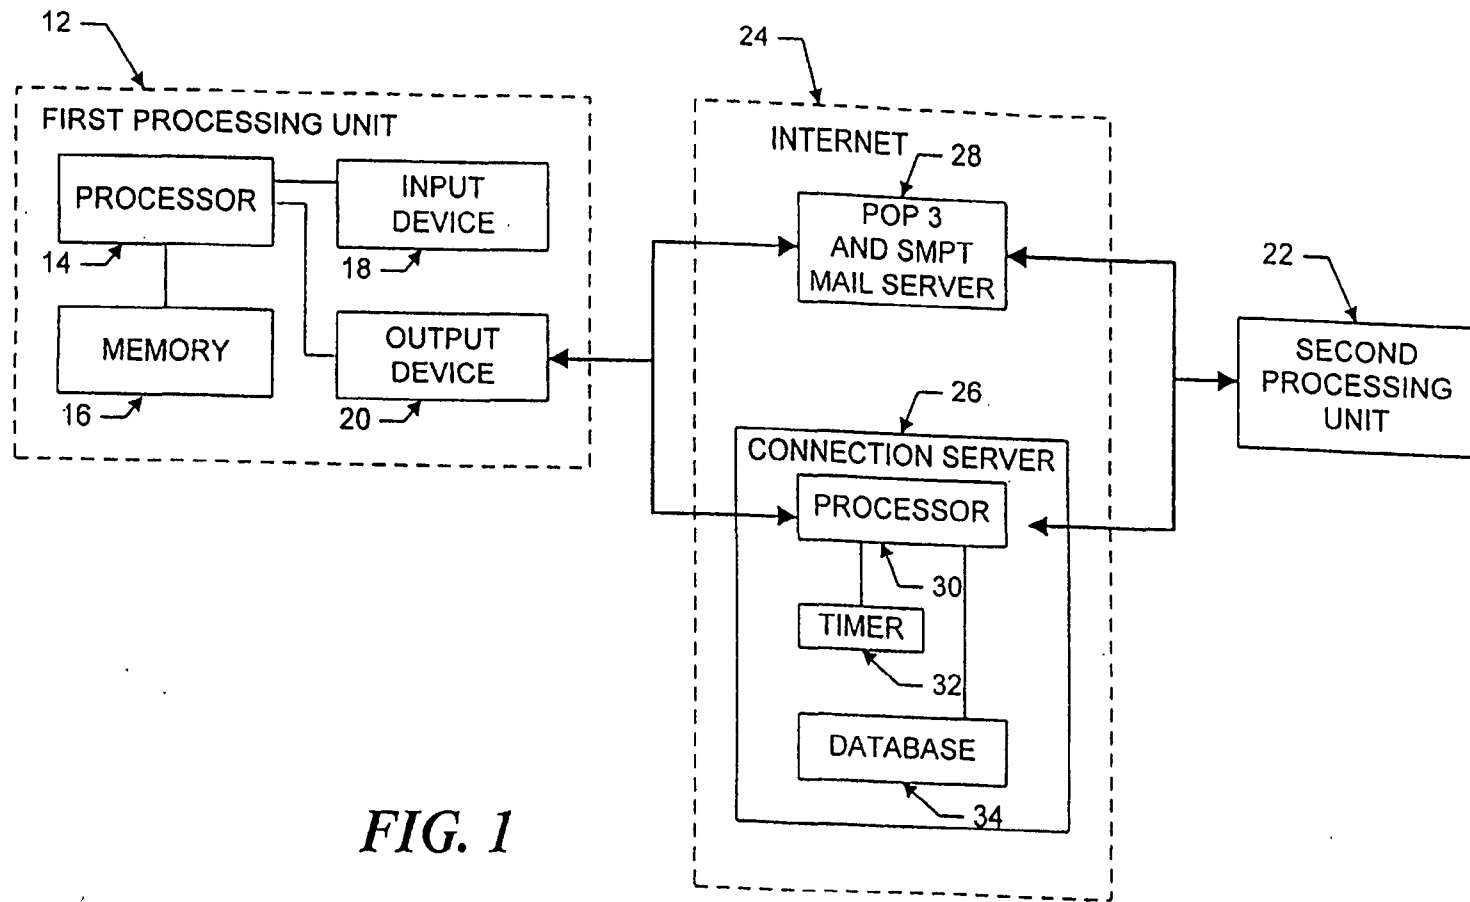 12
FIRST PROCESSING UNIT
PROCESSOR
14
INPUT
DEVICE
18
MEMORY
16
OUTPUT
DEVICE
20
24
INTERNET
28
POP 3
AND SMPT
MAIL SERVER
26
CONNECTION SERVER
PROCESSOR
30
TIMER
32
DATABASE
34
22
SECOND
PROCESSING
UNIT
FIG. 1